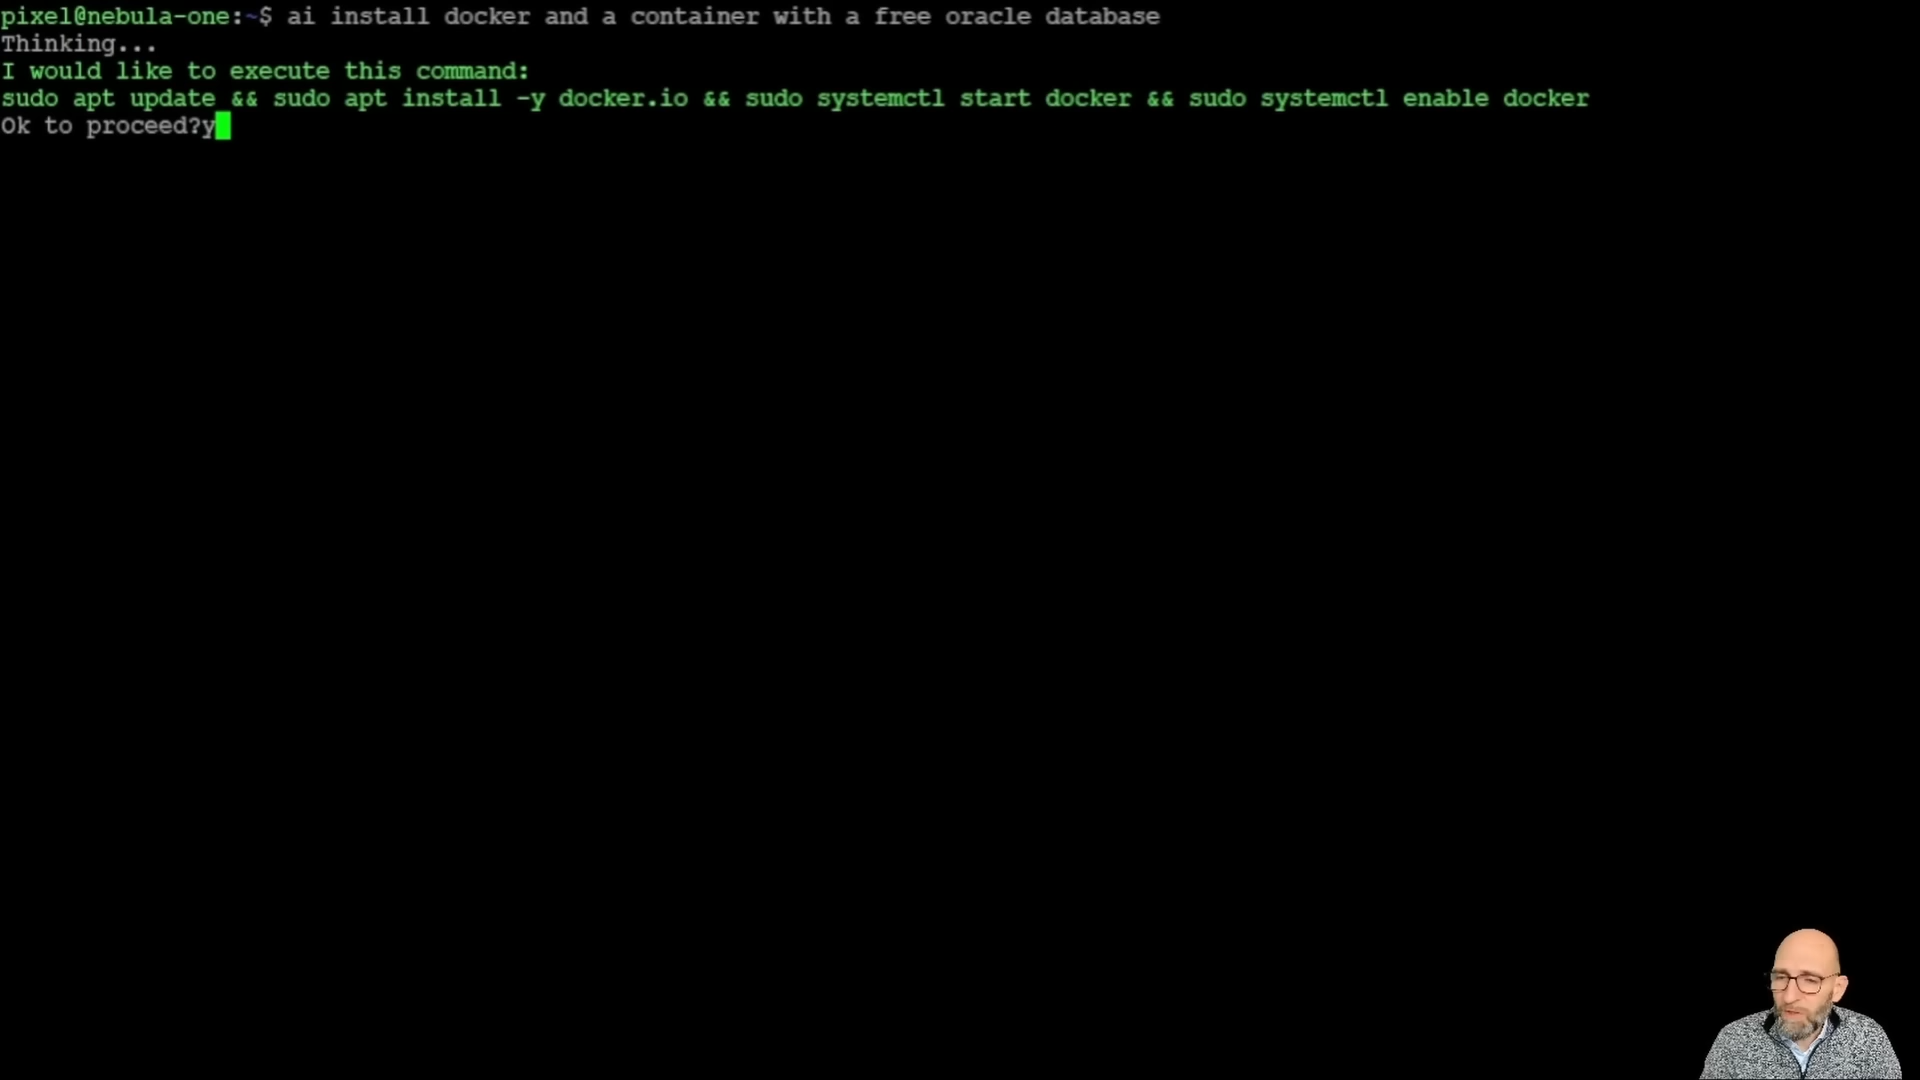 pixel@nebula-one:~$ ai install docker and a container with a free oracle database
Thinking...
I would like to execute this command:
sudo apt update && sudo apt install -y docker.io && sudo systemctl start docker && sudo systemctl enable docker
Ok to proceed?y